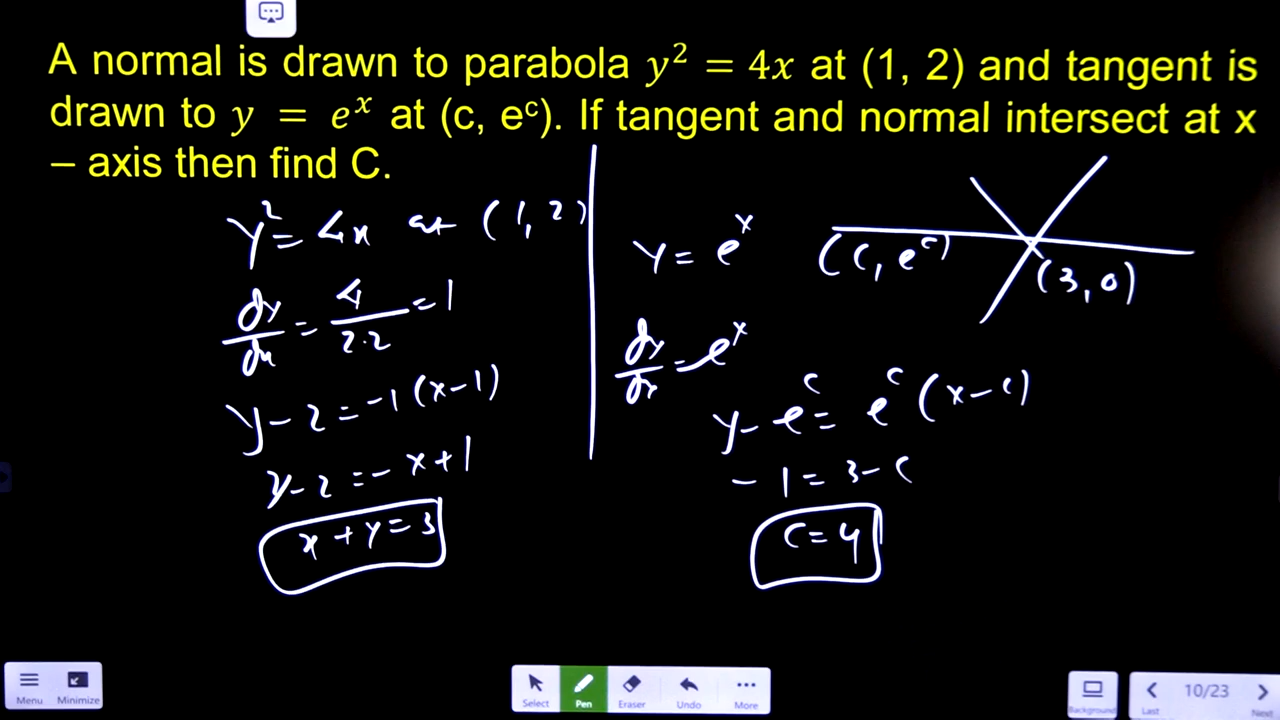 A normal is drawn to parabola y² = 4x at (1, 2) and tangent is
drawn to y = eˣ at (c, eᶜ). If tangent and normal intersect at x
– axis then find C.
y² = 4x at (1, 2)
dy/dx = 4/2·2 = 1
y – 2 = –1(x–1)
y – 2 = – x + 1
x + y = 3
y = eˣ
(c, eᶜ)
(3, 0)
dy/dx = eˣ
y – eᶜ = eᶜ (x – c)
– 1 = 3 – c
c = 4
Menu
Minimize
Select
Pen
Eraser
Undo
More
Background
10/23
Last
Next